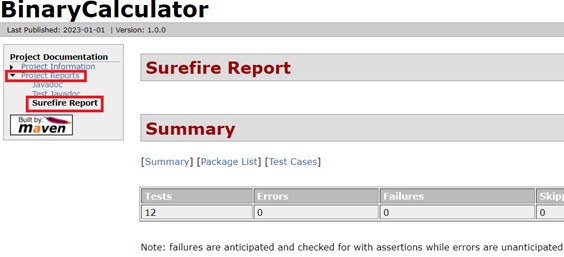 BinaryCalculator
Last Published: 2023-01-01 | Version: 1.0.0
Project Documentation
Project Information
Project Reports
Javadoc
Test Javadoc
Surefire Report
Built by:
maven
Surefire Report
Summary
[Summary] [Package List] [Test Cases]
Tests Errors Failures Skipp
12 0 0 0
Note: failures are anticipated and checked for with assertions while errors are unanticipated